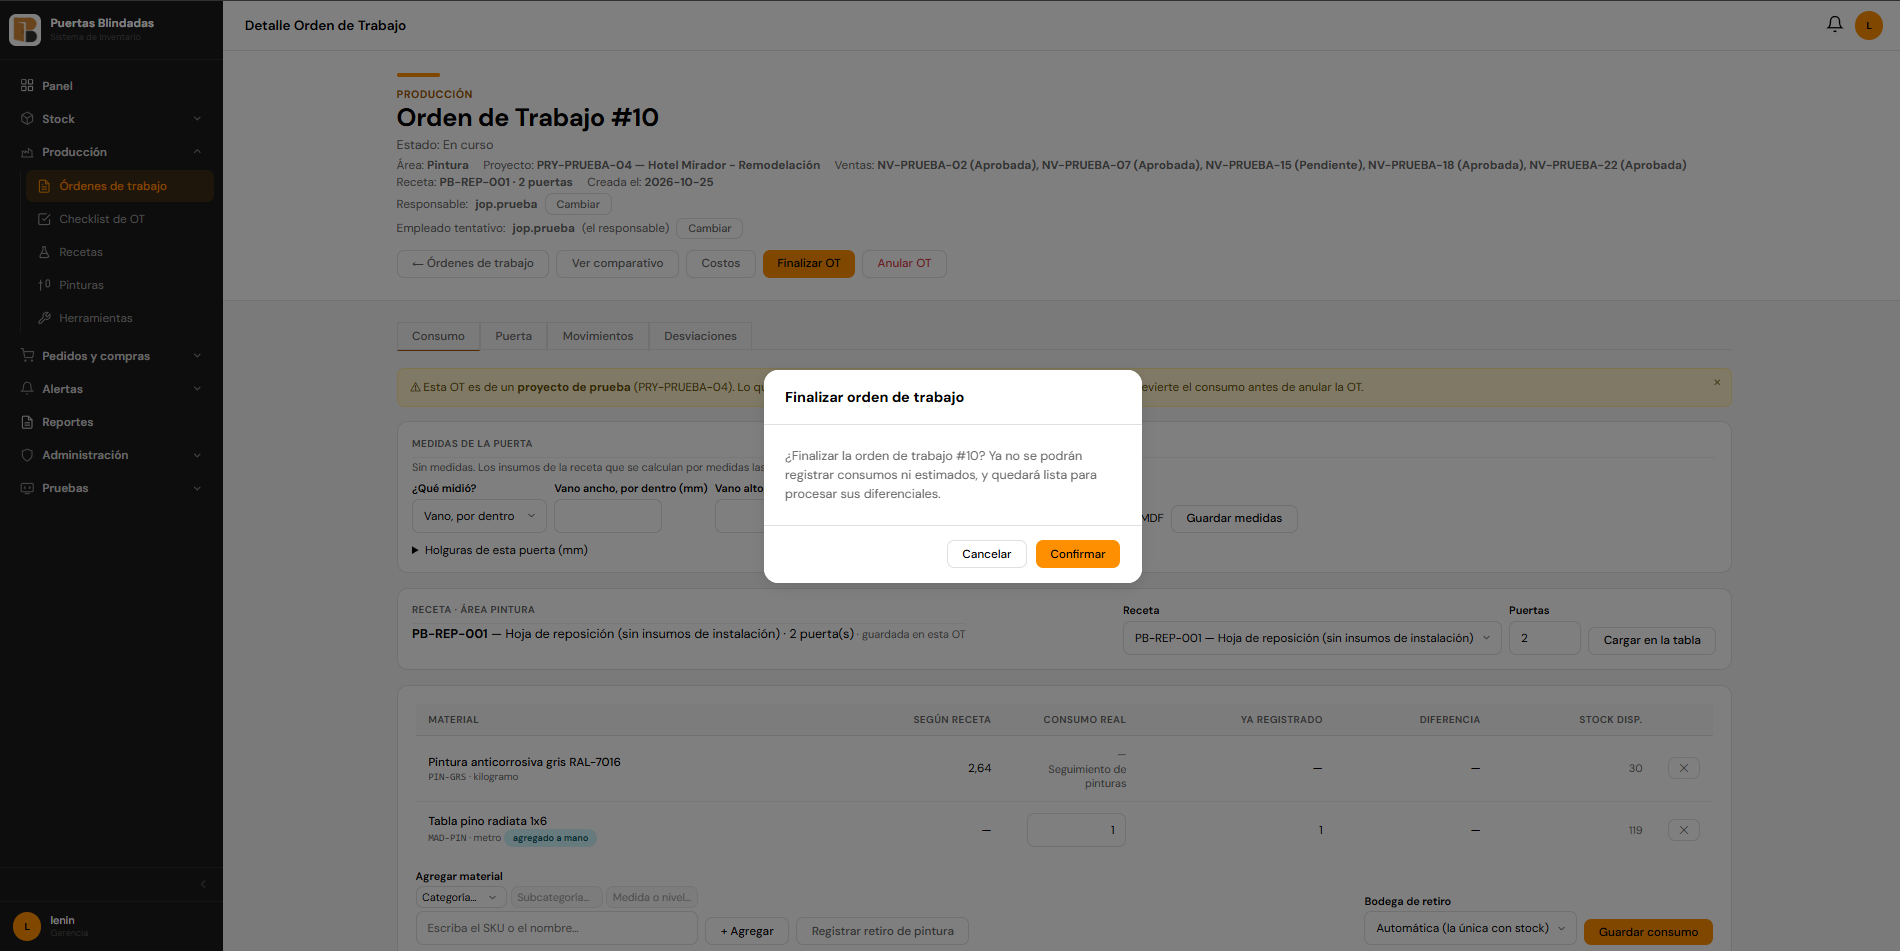 Puertas Blindadas
Sistema de Inventario
Detalle Orden de Trabajo
L
Panel
Stock
Producción
Órdenes de trabajo
Checklist de OT
Recetas
Pinturas
Herramientas
Pedidos y compras
Alertas
Reportes
Administración
Pruebas
L
lenin
Gerencia
PRODUCCIÓN
Orden de Trabajo #10
Estado: En curso
Área: Pintura Proyecto: PRY-PRUEBA-04 — Hotel Mirador - Remodelación Ventas: NV-PRUEBA-02 (Aprobada), NV-PRUEBA-07 (Aprobada), NV-PRUEBA-15 (Pendiente), NV-PRUEBA-18 (Aprobada), NV-PRUEBA-22 (Aprobada)
Receta: PB-REP-001 · 2 puertas Creada el: 2026-10-25
Responsable: jop.prueba Cambiar
Empleado tentativo: jop.prueba (el responsable) Cambiar
← Órdenes de trabajo Ver comparativo Costos Finalizar OT Anular OT
Consumo Puerta Movimientos Desviaciones
⚠ Esta OT es de un proyecto de prueba (PRY-PRUEBA-04). Lo evierte el consumo antes de anular la OT. ×
MEDIDAS DE LA PUERTA
Sin medidas. Los insumos de la receta que se calculan por medidas las
¿Qué midió? Vano ancho, por dentro (mm) Vano alto
Vano, por dentro MDF Guardar medidas
▶ Holguras de esta puerta (mm)
Finalizar orden de trabajo
¿Finalizar la orden de trabajo #10? Ya no se podrán
registrar consumos ni estimados, y quedará lista para
procesar sus diferenciales.
Cancelar Confirmar
RECETA · ÁREA PINTURA
PB-REP-001 — Hoja de reposición (sin insumos de instalación) · 2 puerta(s) · guardada en esta OT
Receta Puertas
PB-REP-001 — Hoja de reposición (sin insumos de instalación) 2 Cargar en la tabla
MATERIAL SEGÚN RECETA CONSUMO REAL YA REGISTRADO DIFERENCIA STOCK DISP.
Pintura anticorrosiva gris RAL-7016 2,64 — — — 30
PIN-GRS · kilogramo Seguimiento de
pinturas
Tabla pino radiata 1x6 — 1 1 — 119
MAD-PIN · metro agregado a mano
Agregar material
Categoría... Subcategoría... Medida o nivel...
Escriba el SKU o el nombre... + Agregar Registrar retiro de pintura
Bodega de retiro
Automática (la única con stock) Guardar consumo